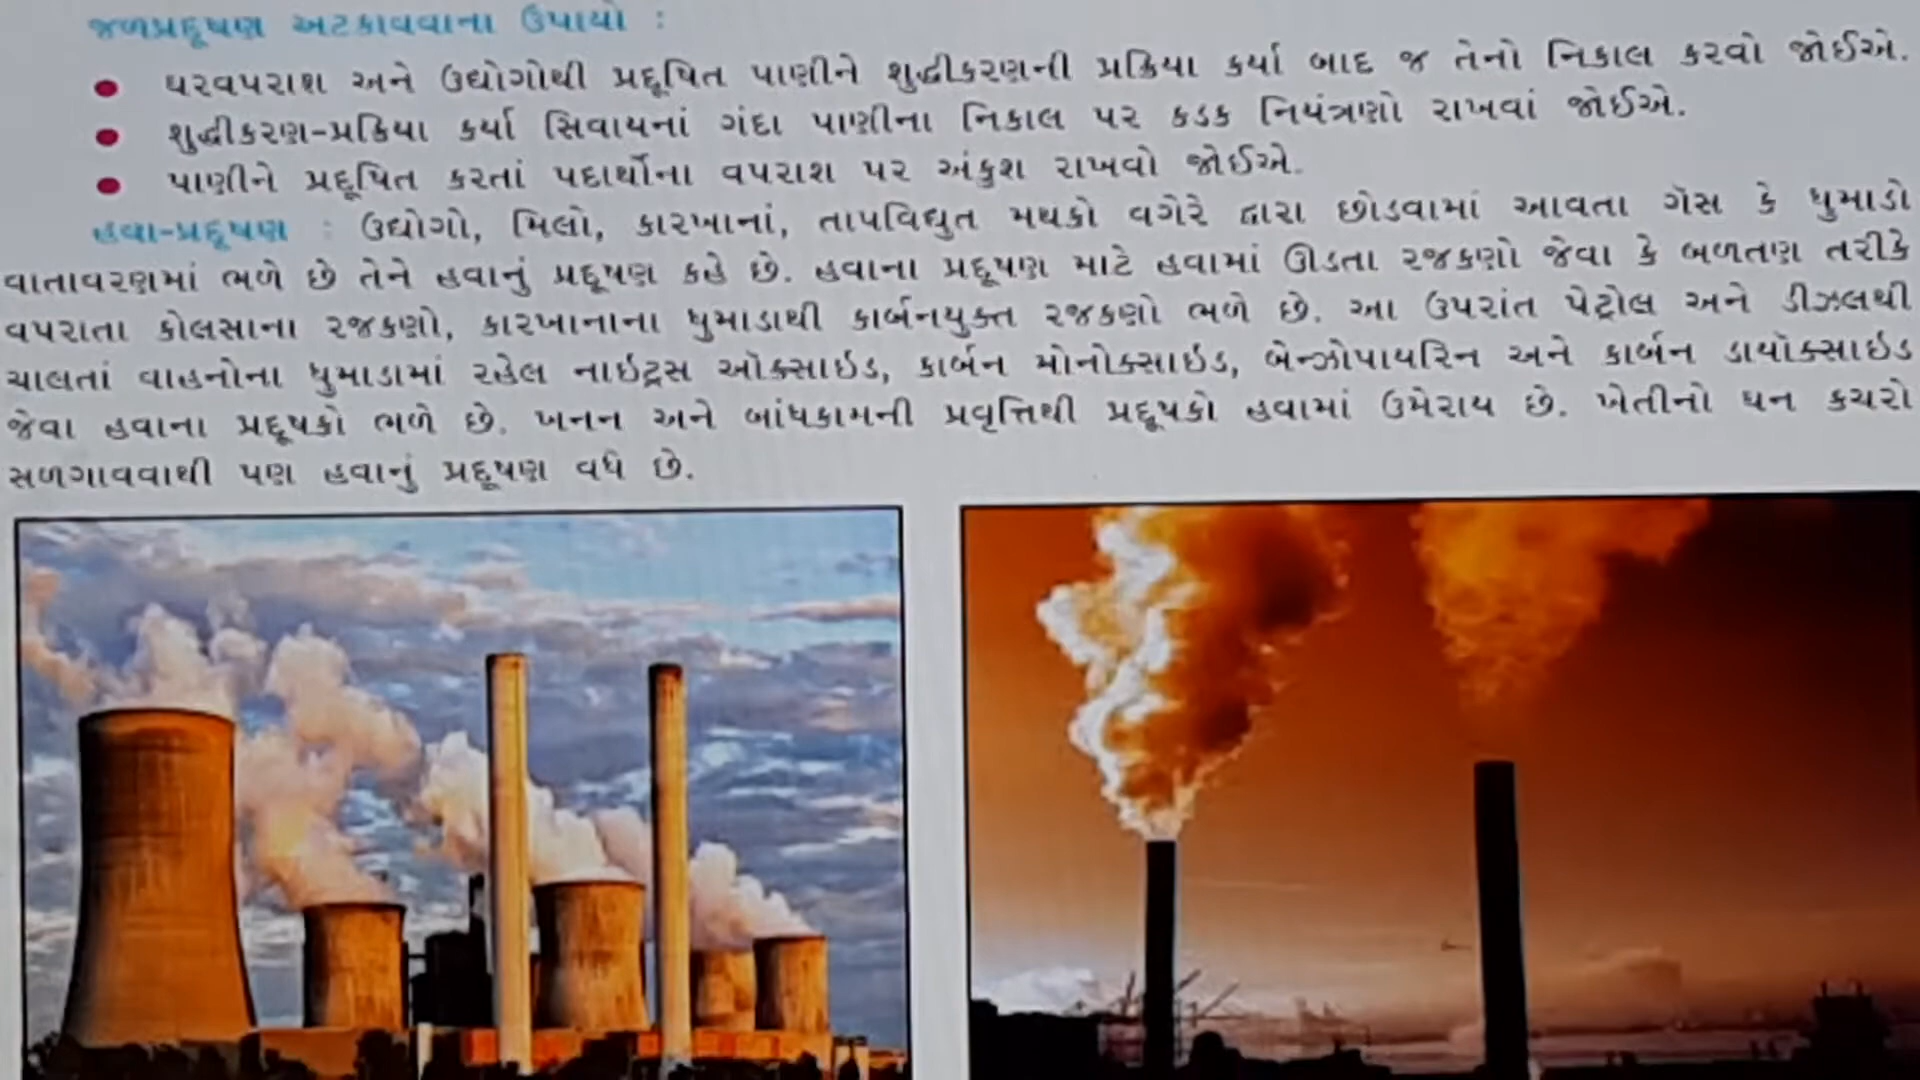 જળપ્રદૂષણ અટકાવવાના ઉપાયો :
● ઘરવપરાશ અને ઉદ્યોગોથી પ્રદૂષિત પાણીને શુદ્ધીકરણની પ્રક્રિયા કર્યા બાદ જ તેનો નિકાલ કરવો જોઈએ.
● શુદ્ધીકરણ-પ્રક્રિયા કર્યા સિવાયનાં ગંદા પાણીના નિકાલ પર કડક નિયંત્રણો રાખવાં જોઈએ.
● પાણીને પ્રદૂષિત કરતાં પદાર્થોના વપરાશ પર અંકુશ રાખવો જોઈએ.
હવા-પ્રદૂષણ : ઉદ્યોગો, મિલો, કારખાનાં, તાપવિદ્યુત મથકો વગેરે દ્વારા છોડવામાં આવતા ગૅસ કે ધુમાડો
વાતાવરણમાં ભળે છે તેને હવાનું પ્રદૂષણ કહે છે. હવાના પ્રદૂષણ માટે હવામાં ઊડતા રજકણો જેવા કે બળતણ તરીકે
વપરાતા કોલસાના રજકણો, કારખાનાના ધુમાડાથી કાર્બનયુક્ત રજકણો ભળે છે. આ ઉપરાંત પેટ્રોલ અને ડીઝલથી
ચાલતાં વાહનોના ધુમાડામાં રહેલ નાઇટ્રસ ઑક્સાઇડ, કાર્બન મોનોક્સાઇડ, બેન્ઝોપાયરિન અને કાર્બન ડાયૉક્સાઇડ
જેવા હવાના પ્રદૂષકો ભળે છે. ખનન અને બાંધકામની પ્રવૃત્તિથી પ્રદૂષકો હવામાં ઉમેરાય છે. ખેતીનો ઘન કચરો
સળગાવવાથી પણ હવાનું પ્રદૂષણ વધે છે.